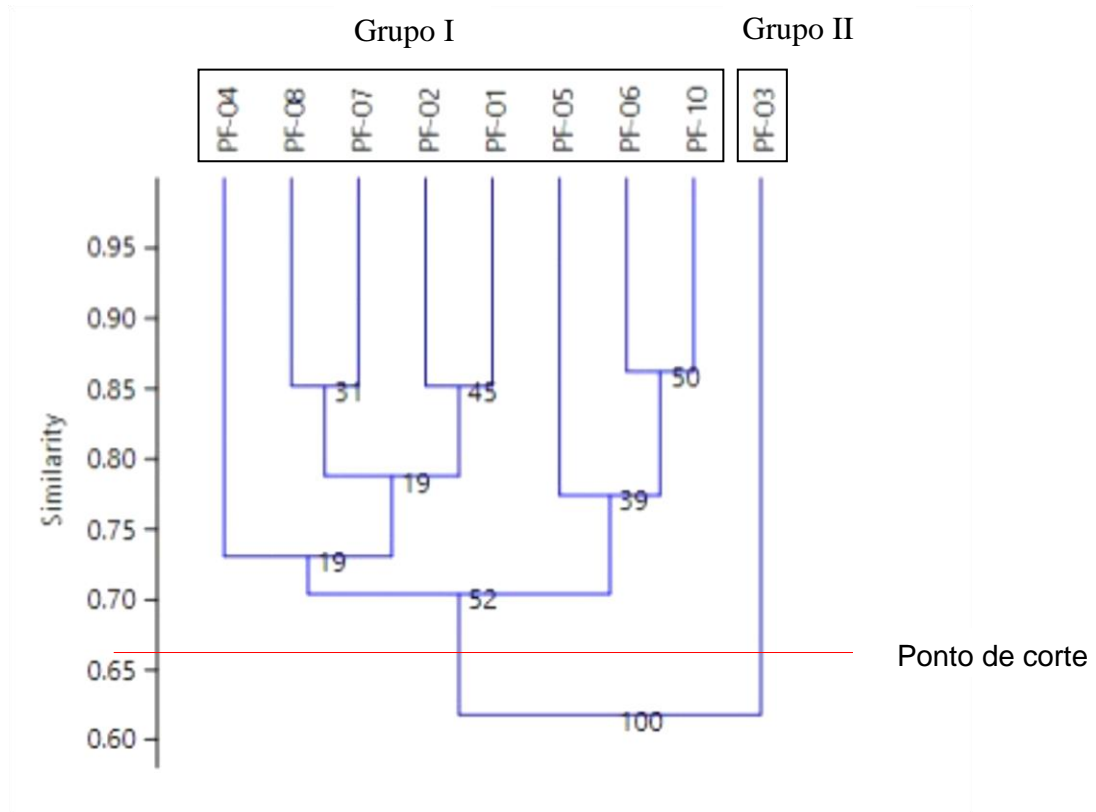 Grupo I
Grupo II
PF-04
PF-08
PF-07
PF-02
PF-01
PF-05
PF-06
PF-10
PF-03
0.95
0.90
0.85
0.80
0.75
0.70
0.65
0.60
Similarity
50
31
45
19
39
19
52
100
Ponto de corte